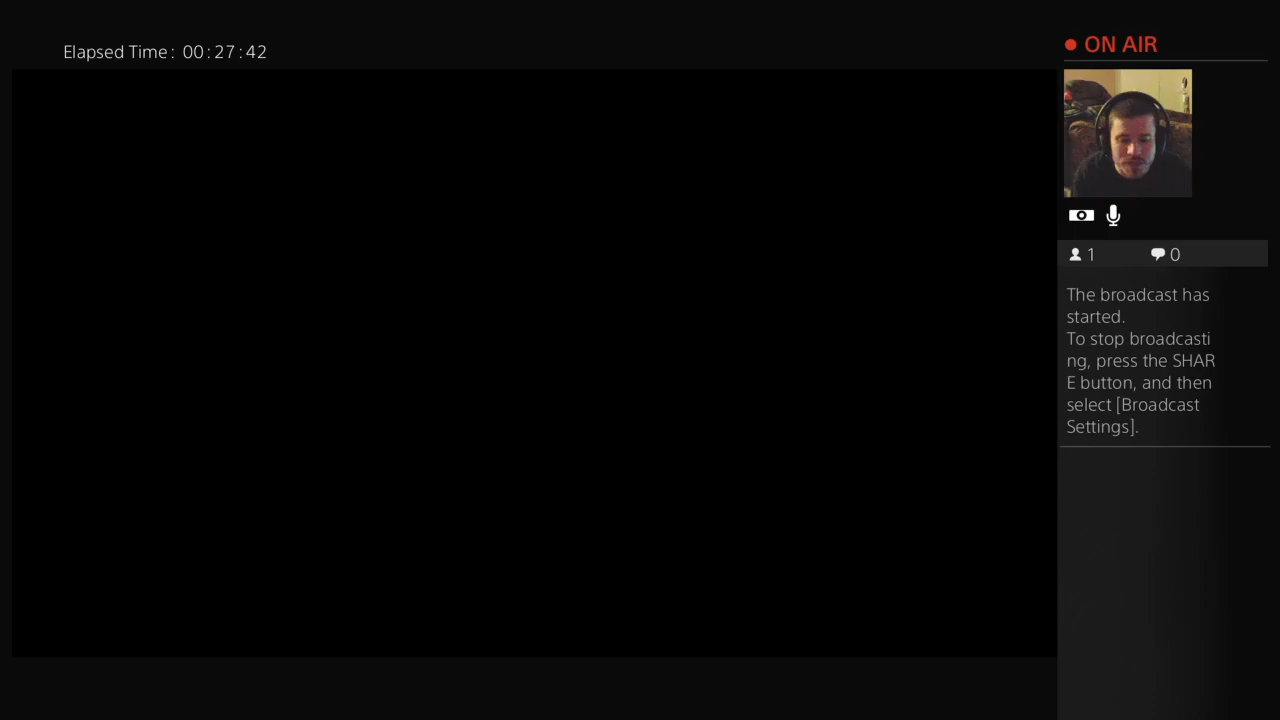 Elapsed Time: 00:27:42
ON AIR
1 0
The broadcast has
started.
To stop broadcasti
ng, press the SHAR
E button, and then
select [Broadcast
Settings].